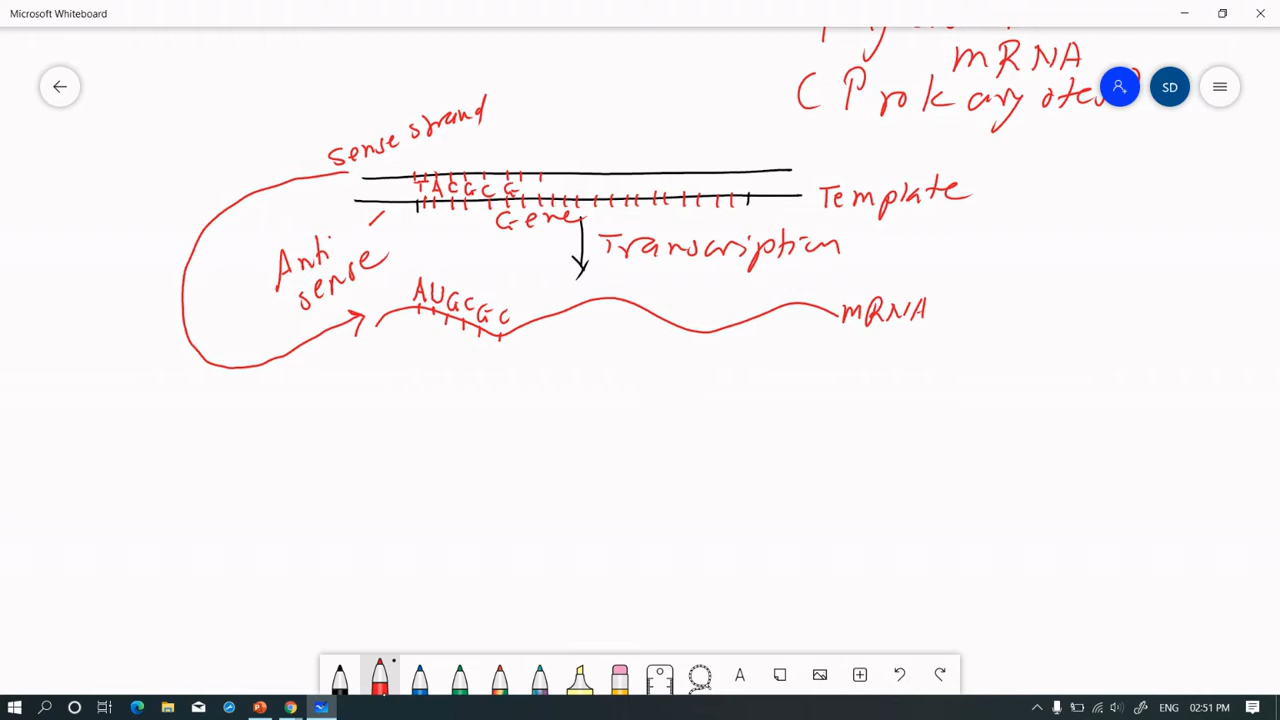 Microsoft Whiteboard
mRNA
( Prokaryotes
SD
Sense strand
TACGCG
Template
Gene
Anti
sense
Transcription
AUGCGC
mRNA
A
ENG
02:51 PM